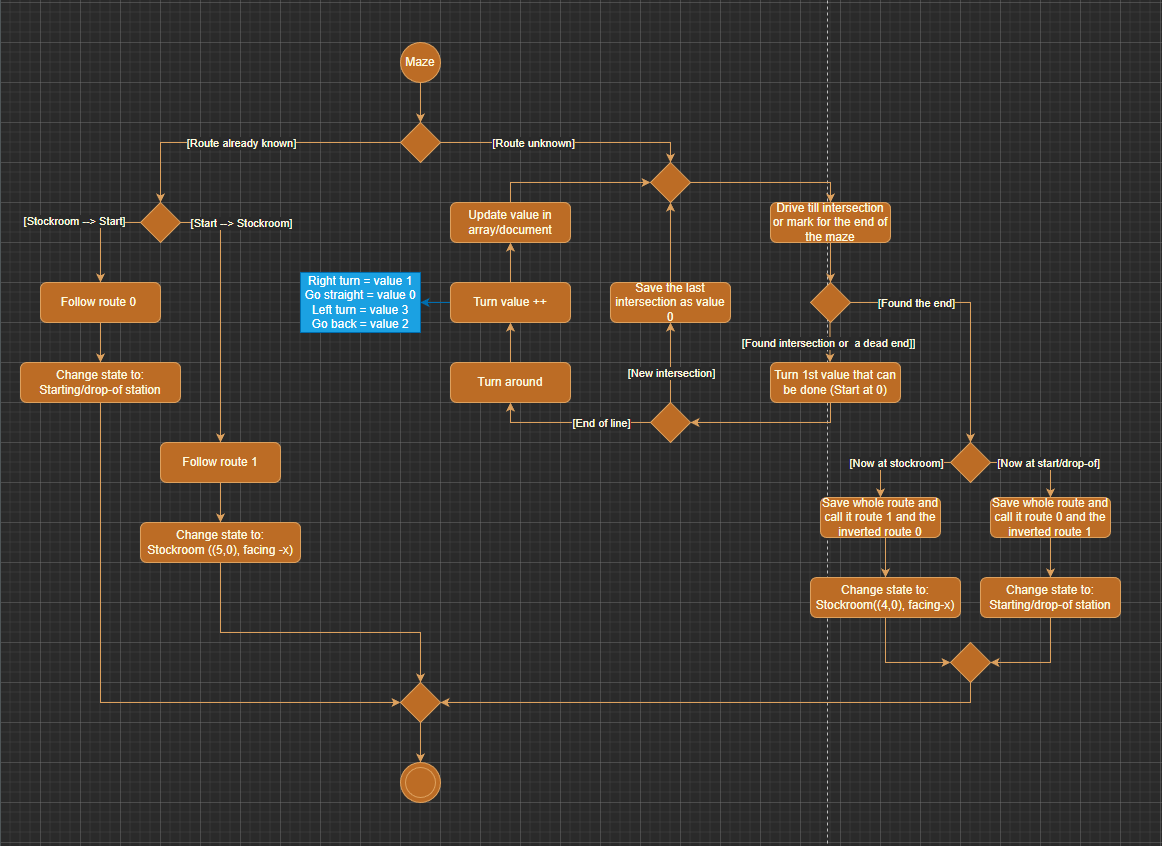 Maze
[Route already known]
[Route unknown]
[Stockroom --> Start]
[Start --> Stockroom]
Update value in
array/document
Drive till intersection
or mark for the end of
the maze
Follow route 0
Right turn = value 1
Go straight = value 0
Left turn = value 3
Go back = value 2
Turn value ++
Save the last
intersection as value
0
[Found the end]
[Found intersection or  a dead end]]
Change state to:
Starting/drop-of station
Turn around
[New intersection]
Turn 1st value that can
be done (Start at 0)
[End of line]
Follow route 1
[Now at stockroom]
[Now at start/drop-of]
Save whole route and
call it route 1 and the
inverted route 0
Save whole route and
call it route 0 and the
inverted route 1
Change state to:
Stockroom ((5,0), facing -x)
Change state to:
Stockroom((4,0), facing-x)
Change state to:
Starting/drop-of station